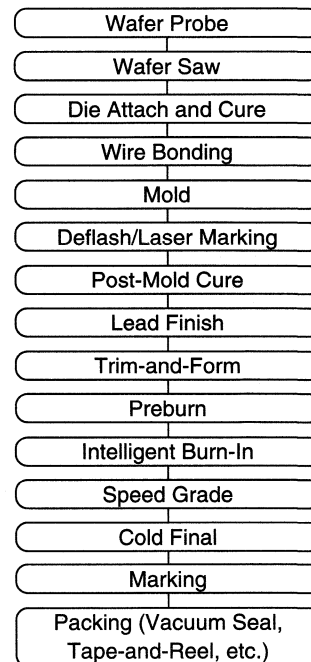 Wafer Probe
Wafer Saw
Die Attach and Cure
Wire Bonding
Mold
Deflash/Laser Marking
Post-Mold Cure
Lead Finish
Trim-and-Form
Preburn
Intelligent Burn-In
Speed Grade
Cold Final
Marking
Packing (Vacuum Seal,
Tape-and-Reel, etc.)